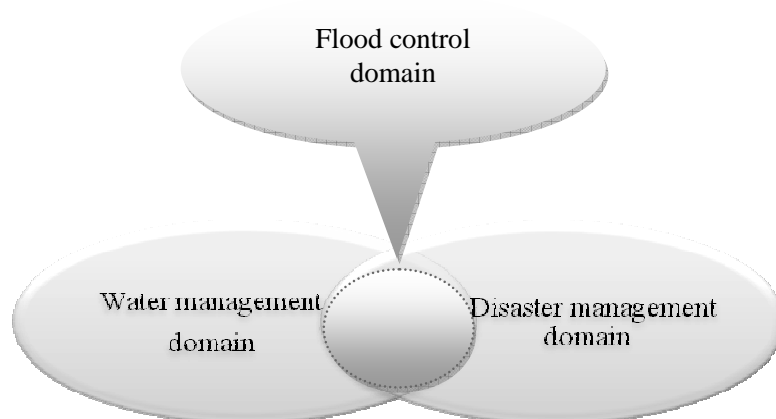 Flood control
domain
Water management
domain
Disaster management
domain